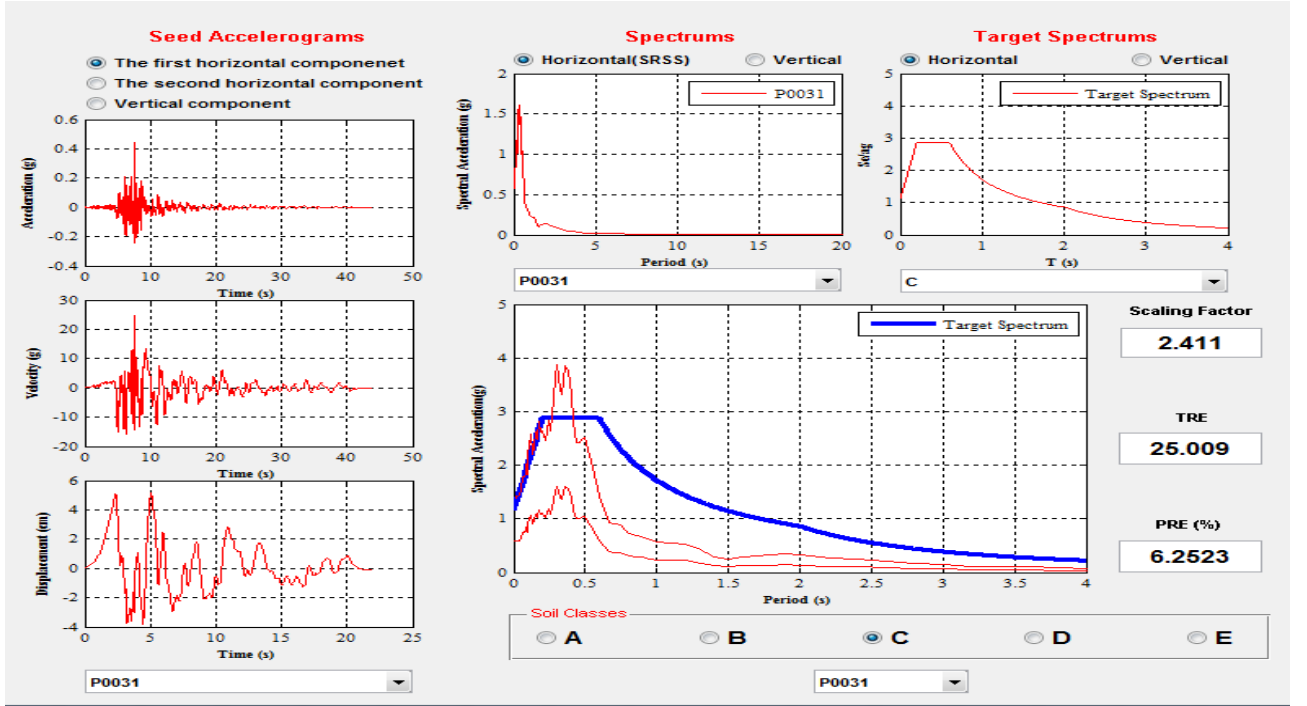 Seed Accelerograms
The first horizontal componenet
The second horizontal component
Vertical component
0.6
0.4
0.2
0
-0.2
-0.4
Acceleration (g)
0 10 20 30 40 50
Time (s)
30
20
10
0
-10
-20
Velocity (g)
0 10 20 30 40 50
Time (s)
6
4
2
0
-2
-4
Displacement (cm)
0 5 10 15 20 25
Time (s)
P0031
Spectrums
Horizontal(SRSS) Vertical
2
1.5
1
0.5
0
Spectral Acceleration (g)
P0031
0 5 10 15 20
Period (s)
P0031
Target Spectrums
Horizontal Vertical
5
4
3
2
1
0
Se/ag
Target Spectrum
0 1 2 3 4
T (s)
C
5
4
3
2
1
0
Spectral Acceleration(g)
Target Spectrum
0 0.5 1 1.5 2 2.5 3 3.5 4
Period (s)
Scaling Factor
2.411
TRE
25.009
PRE (%)
6.2523
Soil Classes
A B C D E
P0031